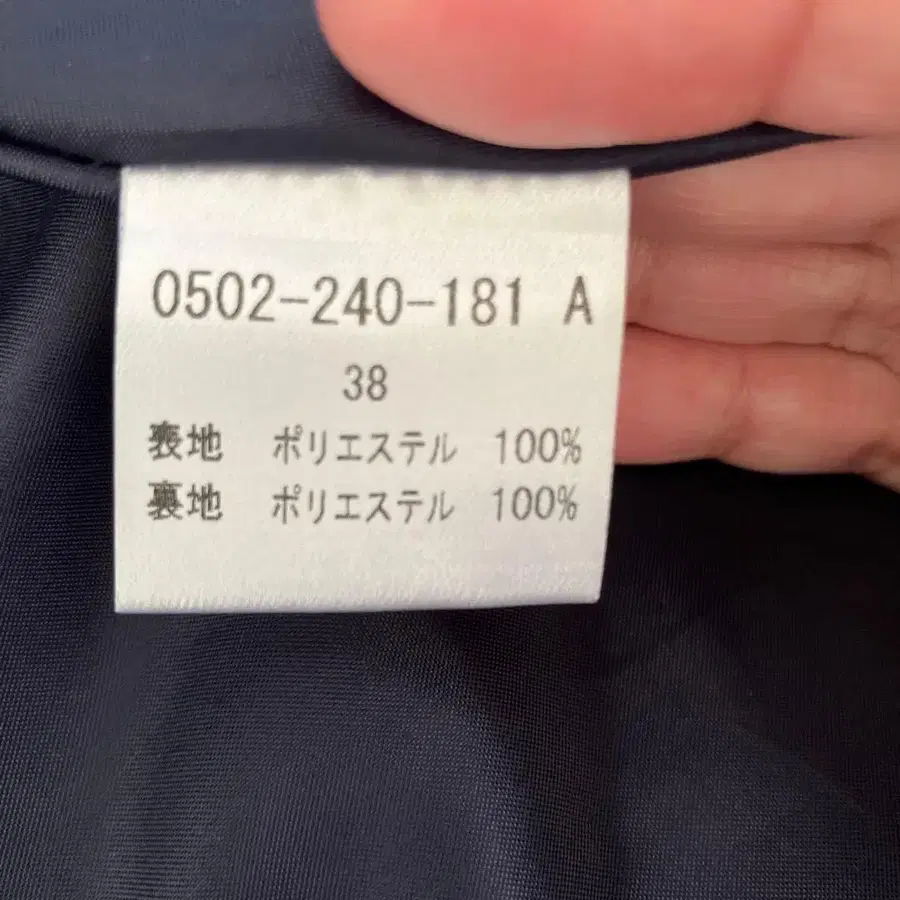 0502-240-181 A
38
表地 ポリエステル 100%
裏地 ポリエステル 100%